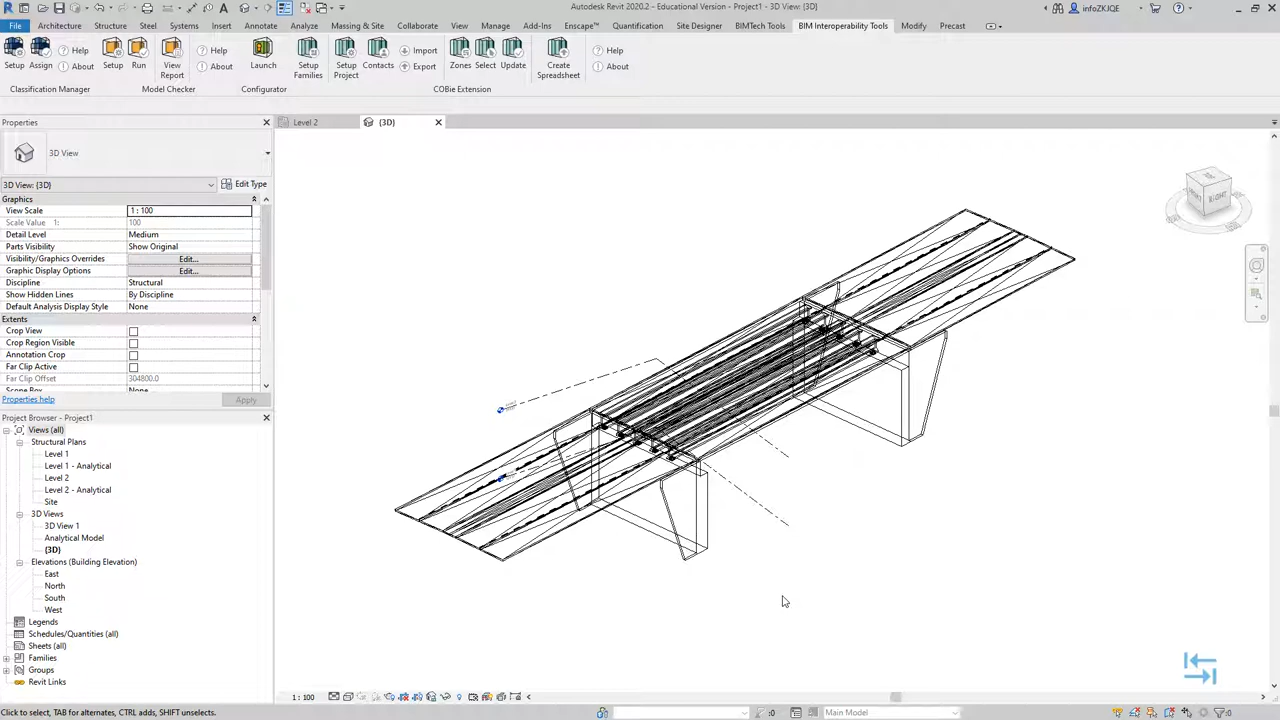 Autodesk Revit 2020.2 - Educational Version - Project1 - 3D View: {3D}
infoZKJQE
File
Architecture
Structure
Steel
Systems
Insert
Annotate
Analyze
Massing & Site
Collaborate
View
Manage
Add-Ins
Enscape™
Quantification
Site Designer
BIMTech Tools
BIM Interoperability Tools
Modify
Precast
Setup
Assign
Help
About
Setup
Run
View
Report
Help
About
Launch
Setup
Families
Setup
Project
Contacts
Import
Export
Zones
Select
Update
Create
Spreadsheet
Help
About
Classification Manager
Model Checker
Configurator
COBie Extension
Properties
Level 2
{3D}
3D View
3D View: {3D}
Edit Type
Graphics
View Scale
1 : 100
Scale Value 1:
100
Detail Level
Medium
Parts Visibility
Show Original
Visibility/Graphics Overrides
Edit...
Graphic Display Options
Edit...
Discipline
Structural
Show Hidden Lines
By Discipline
Default Analysis Display Style
None
Extents
Crop View
Crop Region Visible
Annotation Crop
Far Clip Active
Far Clip Offset
304800.0
Scope Box
None
Properties help
Apply
Project Browser - Project1
Views (all)
Structural Plans
Level 1
Level 1 - Analytical
Level 2
Level 2 - Analytical
Site
3D Views
3D View 1
Analytical Model
{3D}
Elevations (Building Elevation)
East
North
South
West
Legends
Schedules/Quantities (all)
Sheets (all)
Families
Groups
Revit Links
RIGHT
1 : 100
Click to select, TAB for alternates, CTRL adds, SHIFT unselects.
:0
Main Model
:0